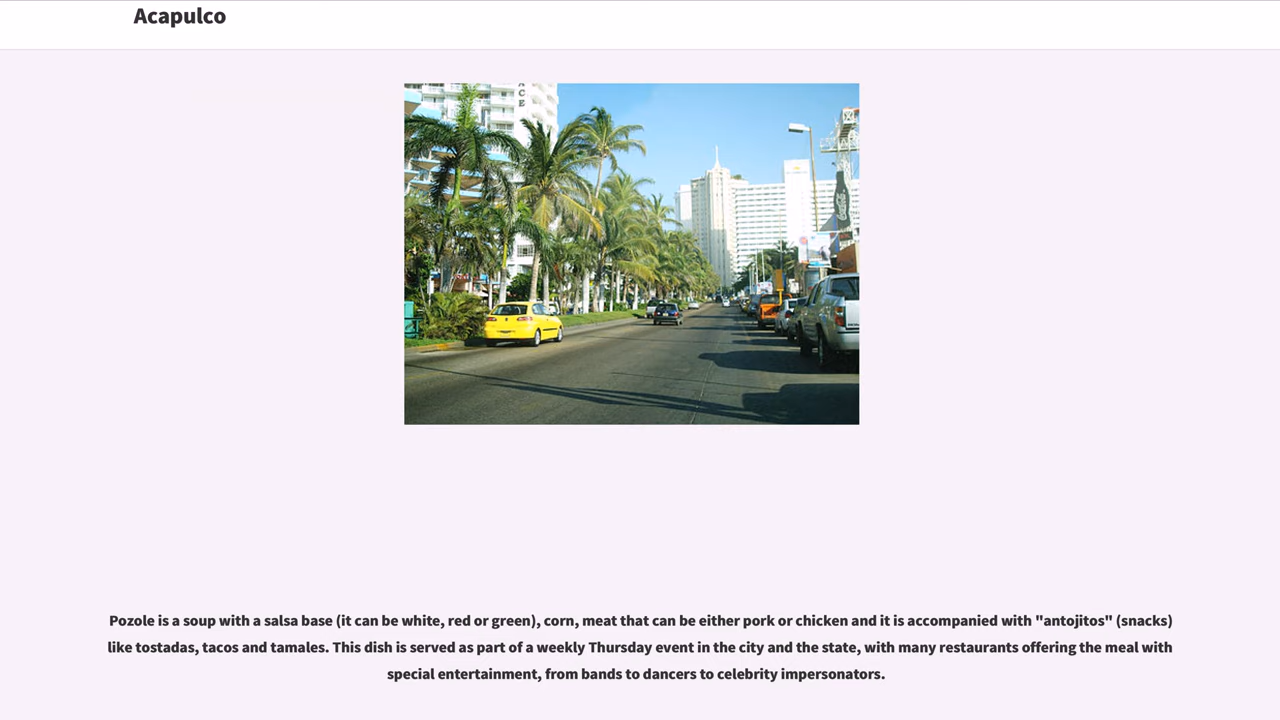 Acapulco
C
E
Pozole is a soup with a salsa base (it can be white, red or green), corn, meat that can be either pork or chicken and it is accompanied with "antojitos" (snacks)
like tostadas, tacos and tamales. This dish is served as part of a weekly Thursday event in the city and the state, with many restaurants offering the meal with
special entertainment, from bands to dancers to celebrity impersonators.